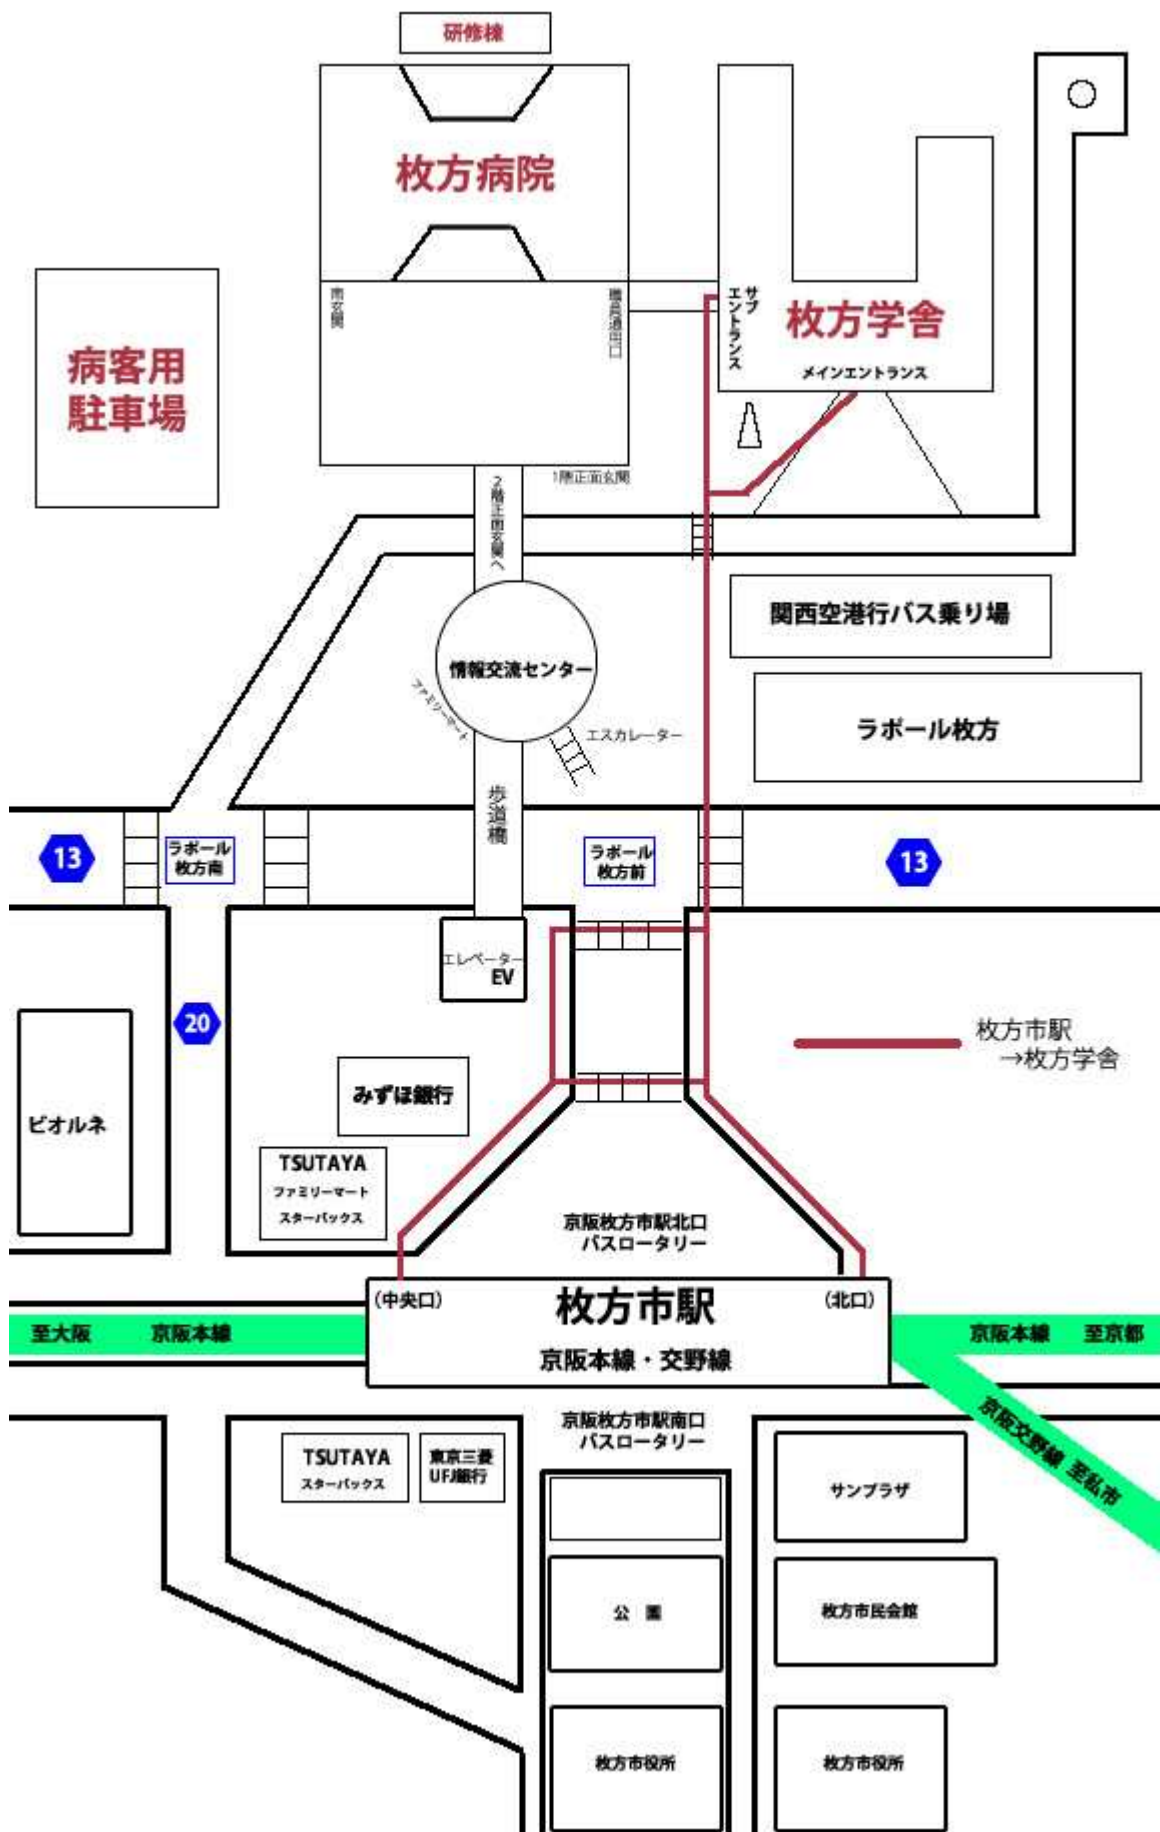 研修棟
枚方病院
南玄関
職員通用口
サブ
エントランス
枚方学舎
メインエントランス
病客用
駐車場
1階正面玄関
2階正面玄関へ
関西空港行バス乗り場
情報交流センター
ファミリーマート
エスカレーター
ラポール枚方
歩道橋
13
ラポール
枚方南
ラポール
枚方前
13
エレベーター
EV
20
枚方市駅
→枚方学舎
みずほ銀行
ビオルネ
TSUTAYA
ファミリーマート
スターバックス
京阪枚方市駅北口
バスロータリー
(中央口)
枚方市駅
(北口)
至大阪
京阪本線
京阪本線・交野線
京阪本線
至京都
京阪交野線 至私市
京阪枚方市駅南口
バスロータリー
TSUTAYA
スターバックス
東京三菱
UFJ銀行
サンプラザ
公 園
枚方市民会館
枚方市役所
枚方市役所